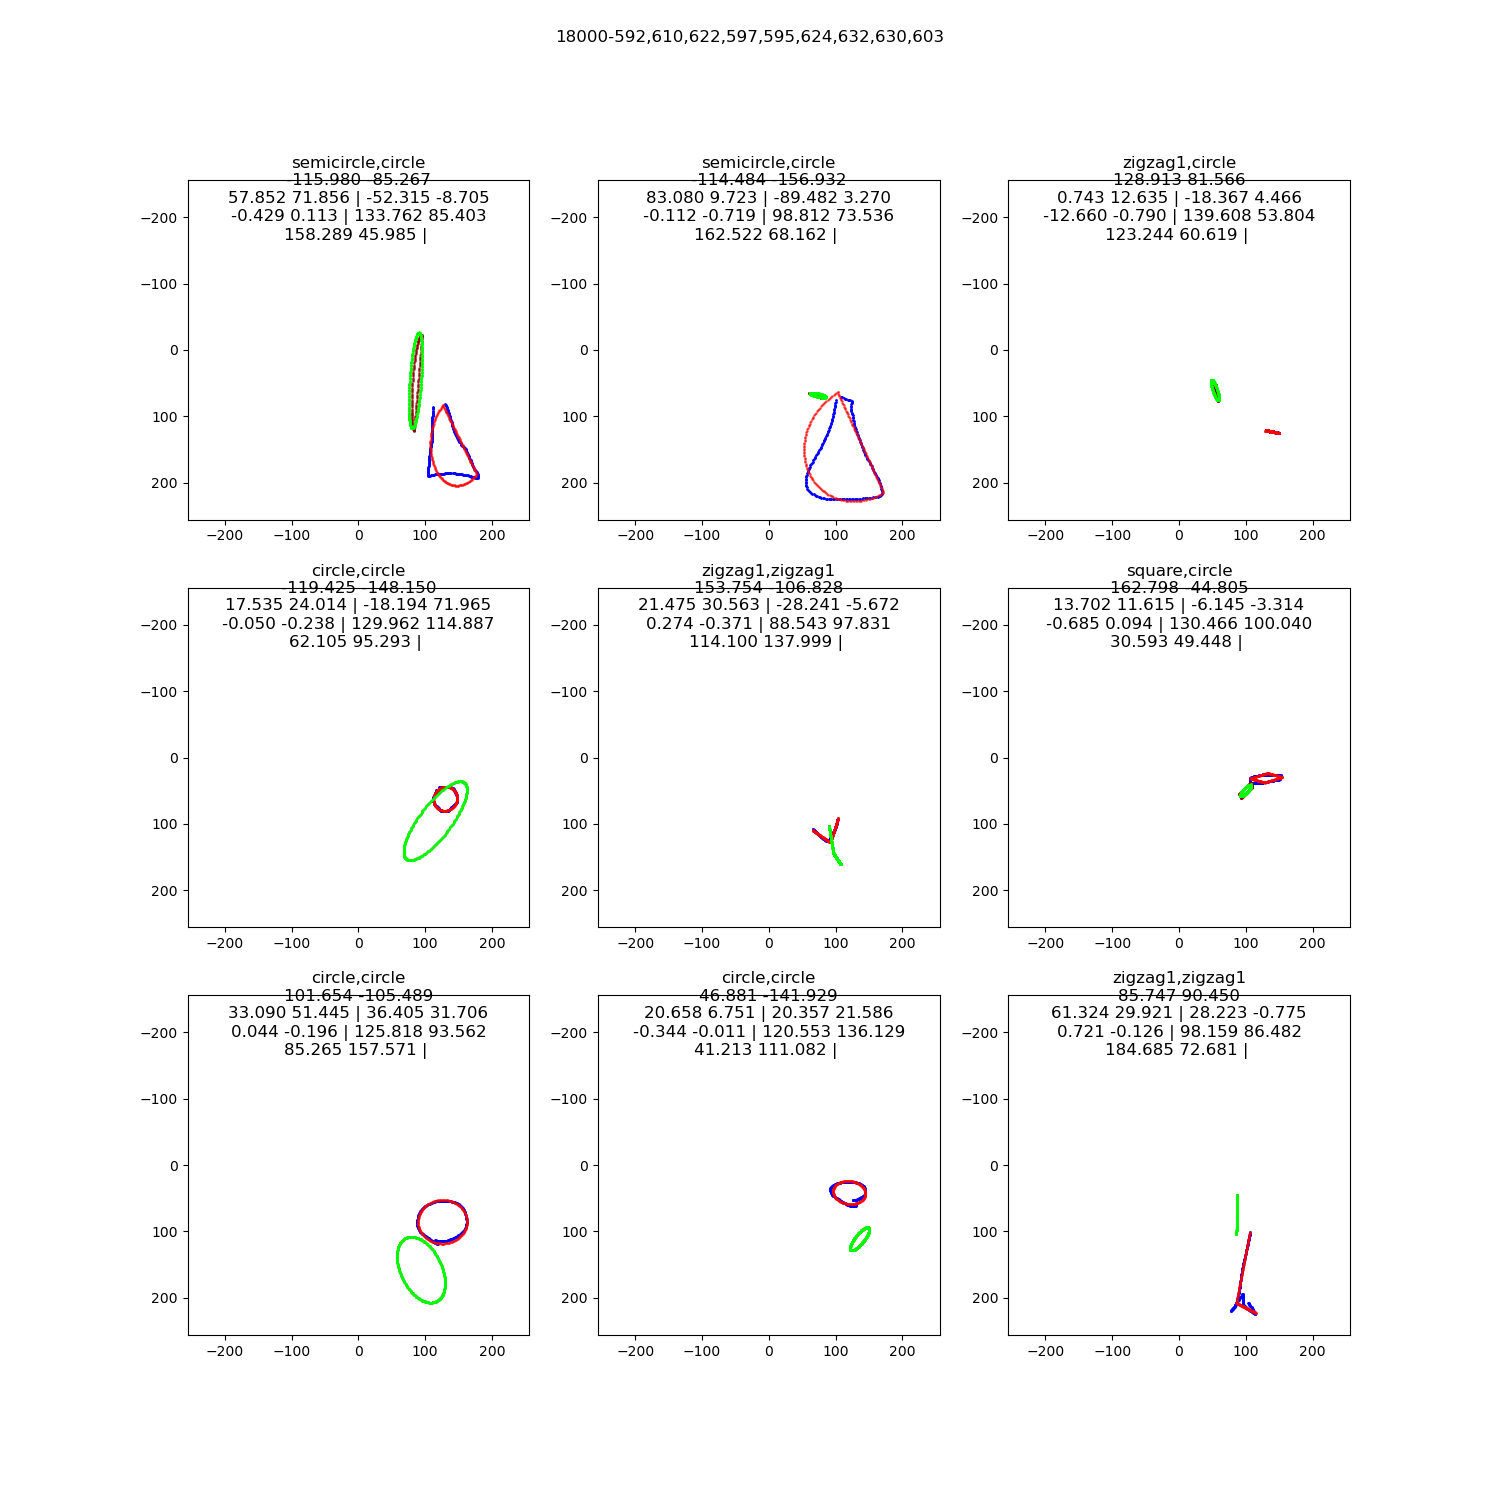 18000-592,610,622,597,595,624,632,630,603
semicircle,circle
-115.980 -85.267
57.852 71.856 | -52.315 -8.705
-0.429 0.113 | 133.762 85.403
158.289 45.985 |
−200
−100
0
100
200
−200 −100 0 100 200
semicircle,circle
-114.484 -156.932
83.080 9.723 | -89.482 3.270
-0.112 -0.719 | 98.812 73.536
162.522 68.162 |
−200
−100
0
100
200
−200 −100 0 100 200
zigzag1,circle
128.913 81.566
0.743 12.635 | -18.367 4.466
-12.660 -0.790 | 139.608 53.804
123.244 60.619 |
−200
−100
0
100
200
−200 −100 0 100 200
circle,circle
-119.425 -148.150
17.535 24.014 | -18.194 71.965
-0.050 -0.238 | 129.962 114.887
62.105 95.293 |
−200
−100
0
100
200
−200 −100 0 100 200
zigzag1,zigzag1
153.754 -106.828
21.475 30.563 | -28.241 -5.672
0.274 -0.371 | 88.543 97.831
114.100 137.999 |
−200
−100
0
100
200
−200 −100 0 100 200
square,circle
162.798 -44.805
13.702 11.615 | -6.145 -3.314
-0.685 0.094 | 130.466 100.040
30.593 49.448 |
−200
−100
0
100
200
−200 −100 0 100 200
circle,circle
101.654 -105.489
33.090 51.445 | 36.405 31.706
0.044 -0.196 | 125.818 93.562
85.265 157.571 |
−200
−100
0
100
200
−200 −100 0 100 200
circle,circle
46.881 -141.929
20.658 6.751 | 20.357 21.586
-0.344 -0.011 | 120.553 136.129
41.213 111.082 |
−200
−100
0
100
200
−200 −100 0 100 200
zigzag1,zigzag1
85.747 90.450
61.324 29.921 | 28.223 -0.775
0.721 -0.126 | 98.159 86.482
184.685 72.681 |
−200
−100
0
100
200
−200 −100 0 100 200